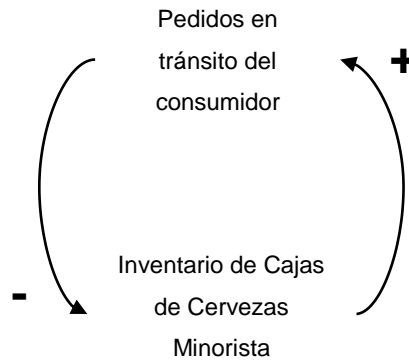 Pedidos en
tránsito del
consumidor
+
-
Inventario de Cajas
de Cervezas
Minorista